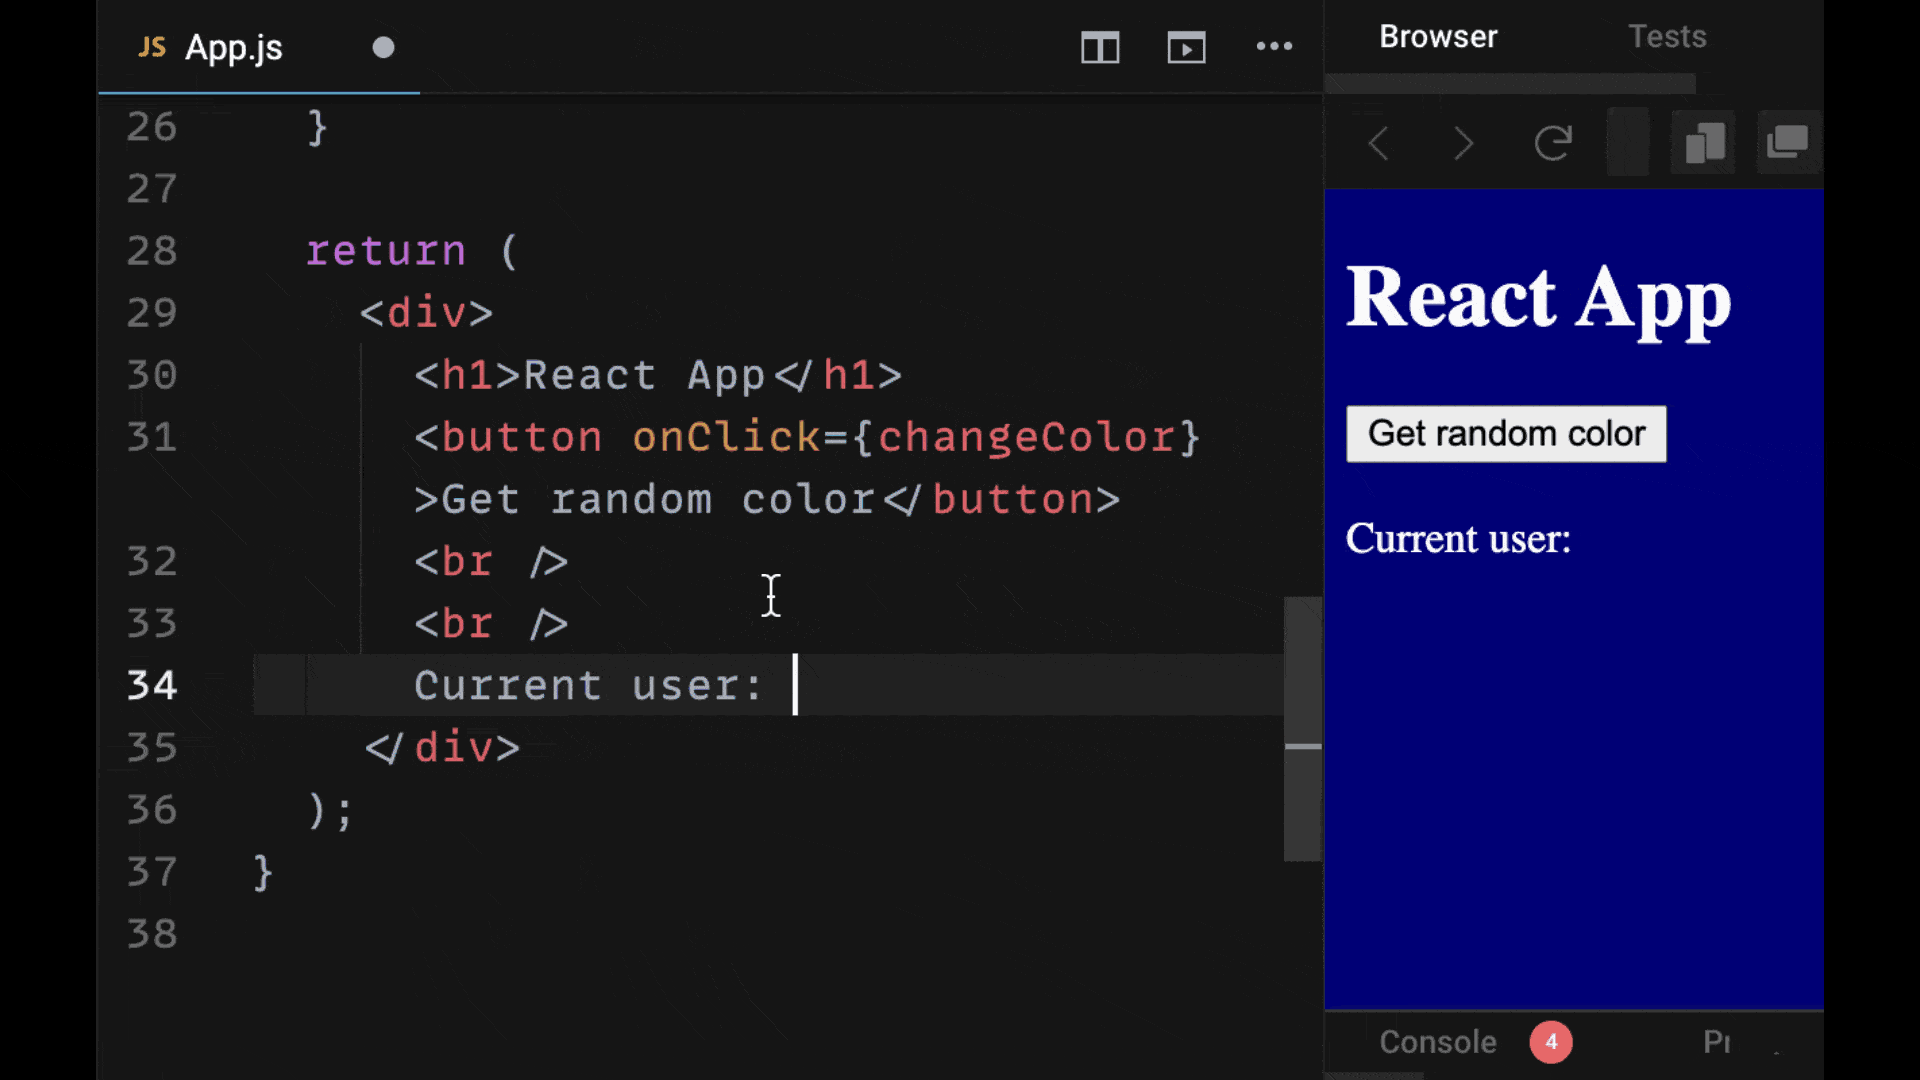 JS App.js
Browser Tests
26 }
27
28 return (
29 <div>
30 <h1>React App</h1>
31 <button onClick={changeColor}
>Get random color</button>
32 <br />
33 <br />
34 Current user:
35 </div>
36 );
37 }
38
React App
Get random color
Current user:
Console 4